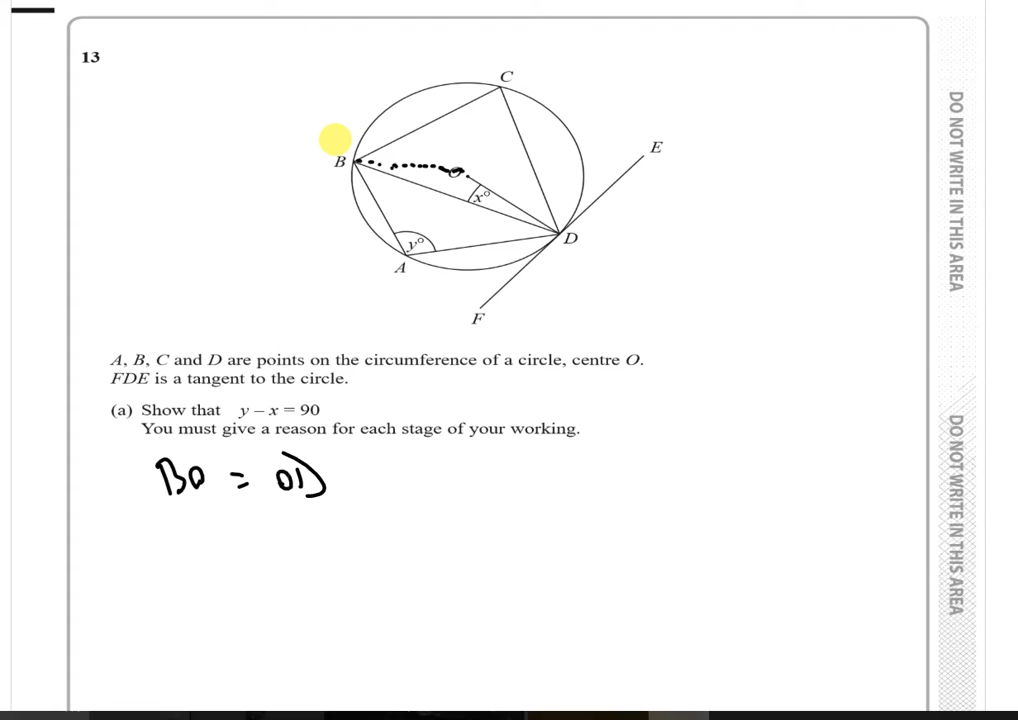 13
C
E
B
O
x°
D
y°
A
F
A, B, C and D are points on the circumference of a circle, centre O.
FDE is a tangent to the circle.
(a) Show that y – x = 90
You must give a reason for each stage of your working.
BO = OD
DO NOT WRITE IN THIS AREA
DO NOT WRITE IN THIS AREA